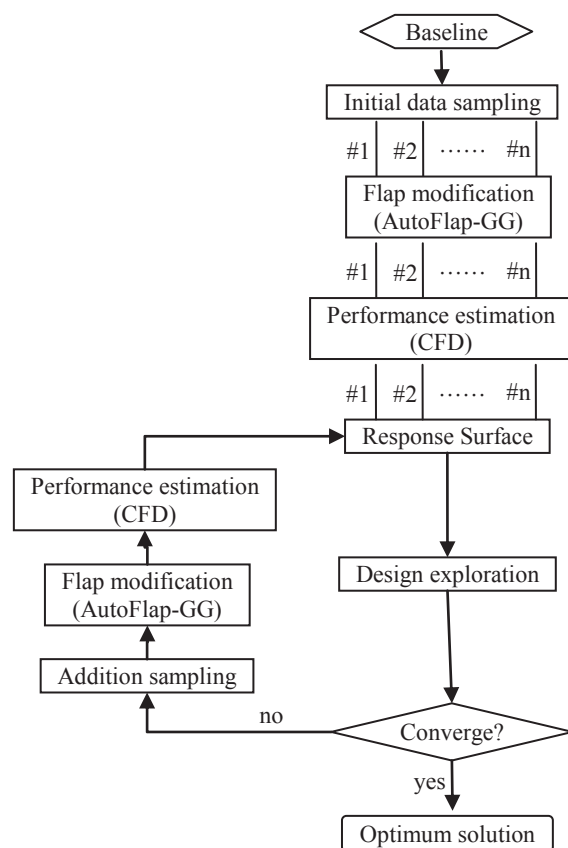 Baseline
Initial data sampling
#1 #2 ...... #n
Flap modification
(AutoFlap-GG)
#1 #2 ...... #n
Performance estimation
(CFD)
#1 #2 ...... #n
Response Surface
Performance estimation
(CFD)
Design exploration
Flap modification
(AutoFlap-GG)
Addition sampling
no
Converge?
yes
Optimum solution